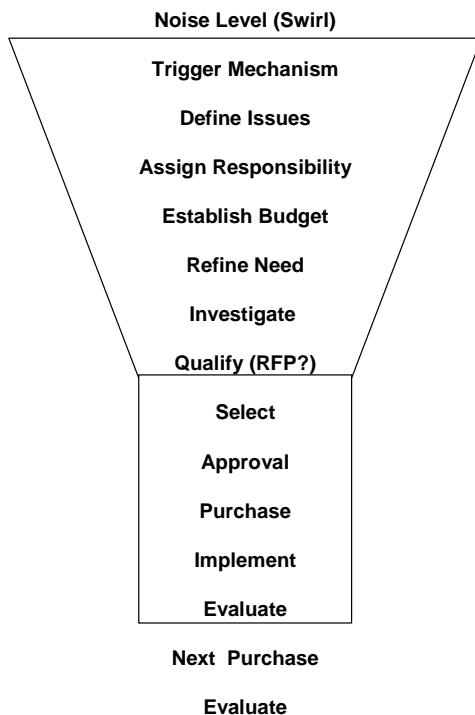 Noise Level (Swirl)
Trigger Mechanism
Define Issues
Assign Responsibility
Establish Budget
Refine Need
Investigate
Qualify (RFP?)
Select
Approval
Purchase
Implement
Evaluate
Next Purchase
Evaluate